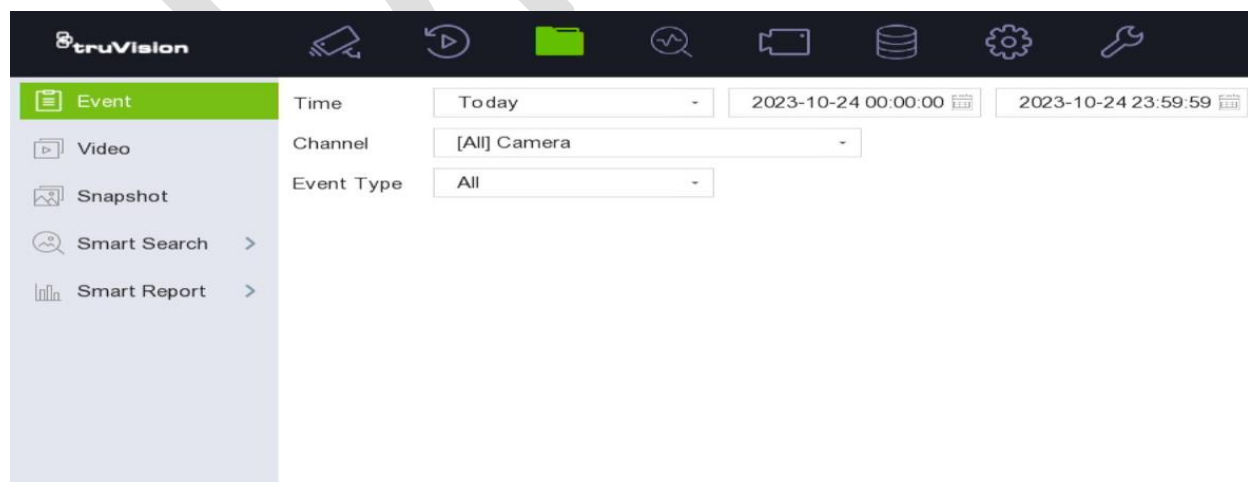 truVision
Event
Time Today 2023-10-24 00:00:00 2023-10-24 23:59:59
Video
Channel [All] Camera
Event Type All
Snapshot
Smart Search >
Smart Report >